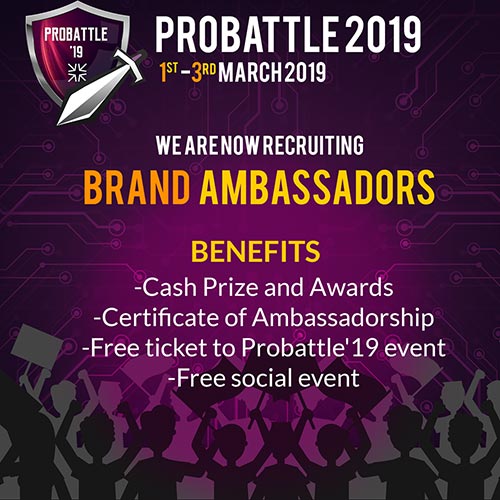 PROBATTLE
'19
PROBATTLE 2019
1ST - 3RD MARCH 2019
WE ARE NOW RECRUITING
BRAND AMBASSADORS
BENEFITS
-Cash Prize and Awards
-Certificate of Ambassadorship
-Free ticket to Probattle'19 event
-Free social event